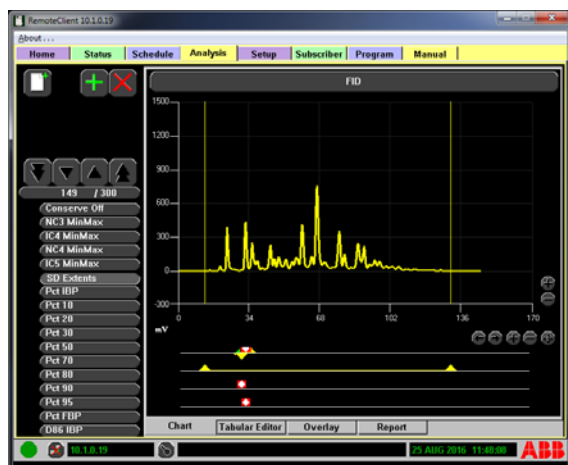 RemoteClient 10.1.0.19
About . . .
Home Status Schedule Analysis Setup Subscriber Program Manual
FID
1500
1200
900
600
300
0
-300
mV
0 34 68 102 136 170
149 / 300
Conserve Off
NC3 MinMax
IC4 MinMax
NC4 MinMax
IC5 MinMax
SD Extents
Pct IBP
Pct 10
Pct 20
Pct 30
Pct 50
Pct 70
Pct 80
Pct 90
Pct 95
Pct FBP
D86 IBP
Chart Tabular Editor Overlay Report
10.1.0.19
25 AUG 2016 11:48:08
ABB